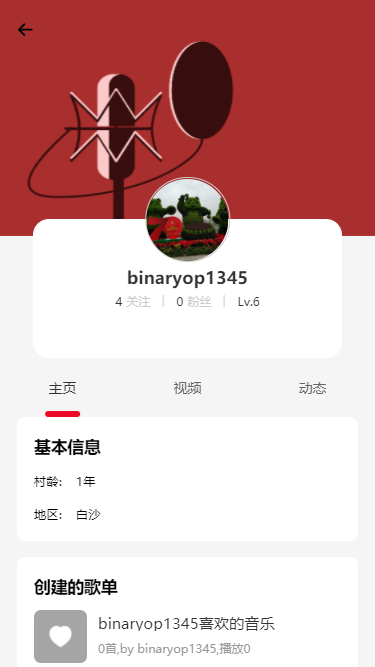 binaryop1345
4 关注 | 0 粉丝 | Lv.6
主页 视频 动态
基本信息
村龄: 1年
地区: 白沙
创建的歌单
binaryop1345喜欢的音乐
0首,by binaryop1345,播放0